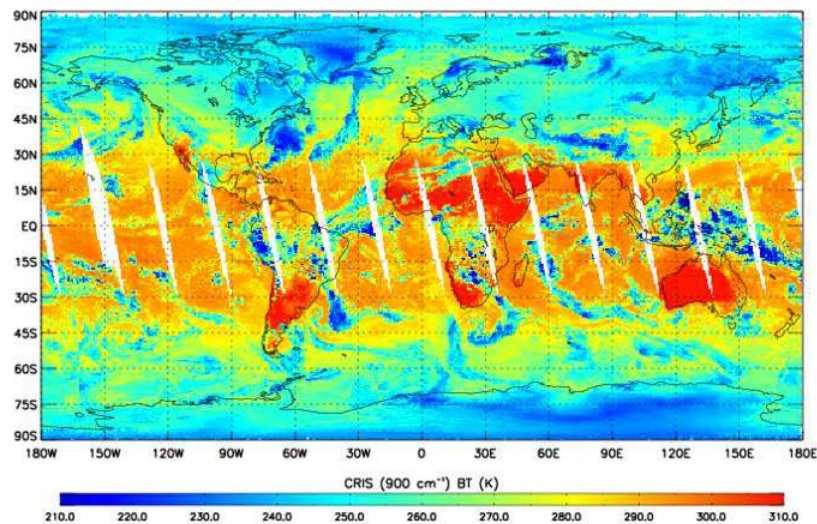 90N
75N
60N
45N
30N
15N
EQ
15S
30S
45S
60S
75S
90S
180W 150W 120W 90W 60W 30W 0 30E 60E 90E 120E 150E 180E
CRIS (900 cm⁻¹) BT (K)
210.0 220.0 230.0 240.0 250.0 260.0 270.0 280.0 290.0 300.0 310.0